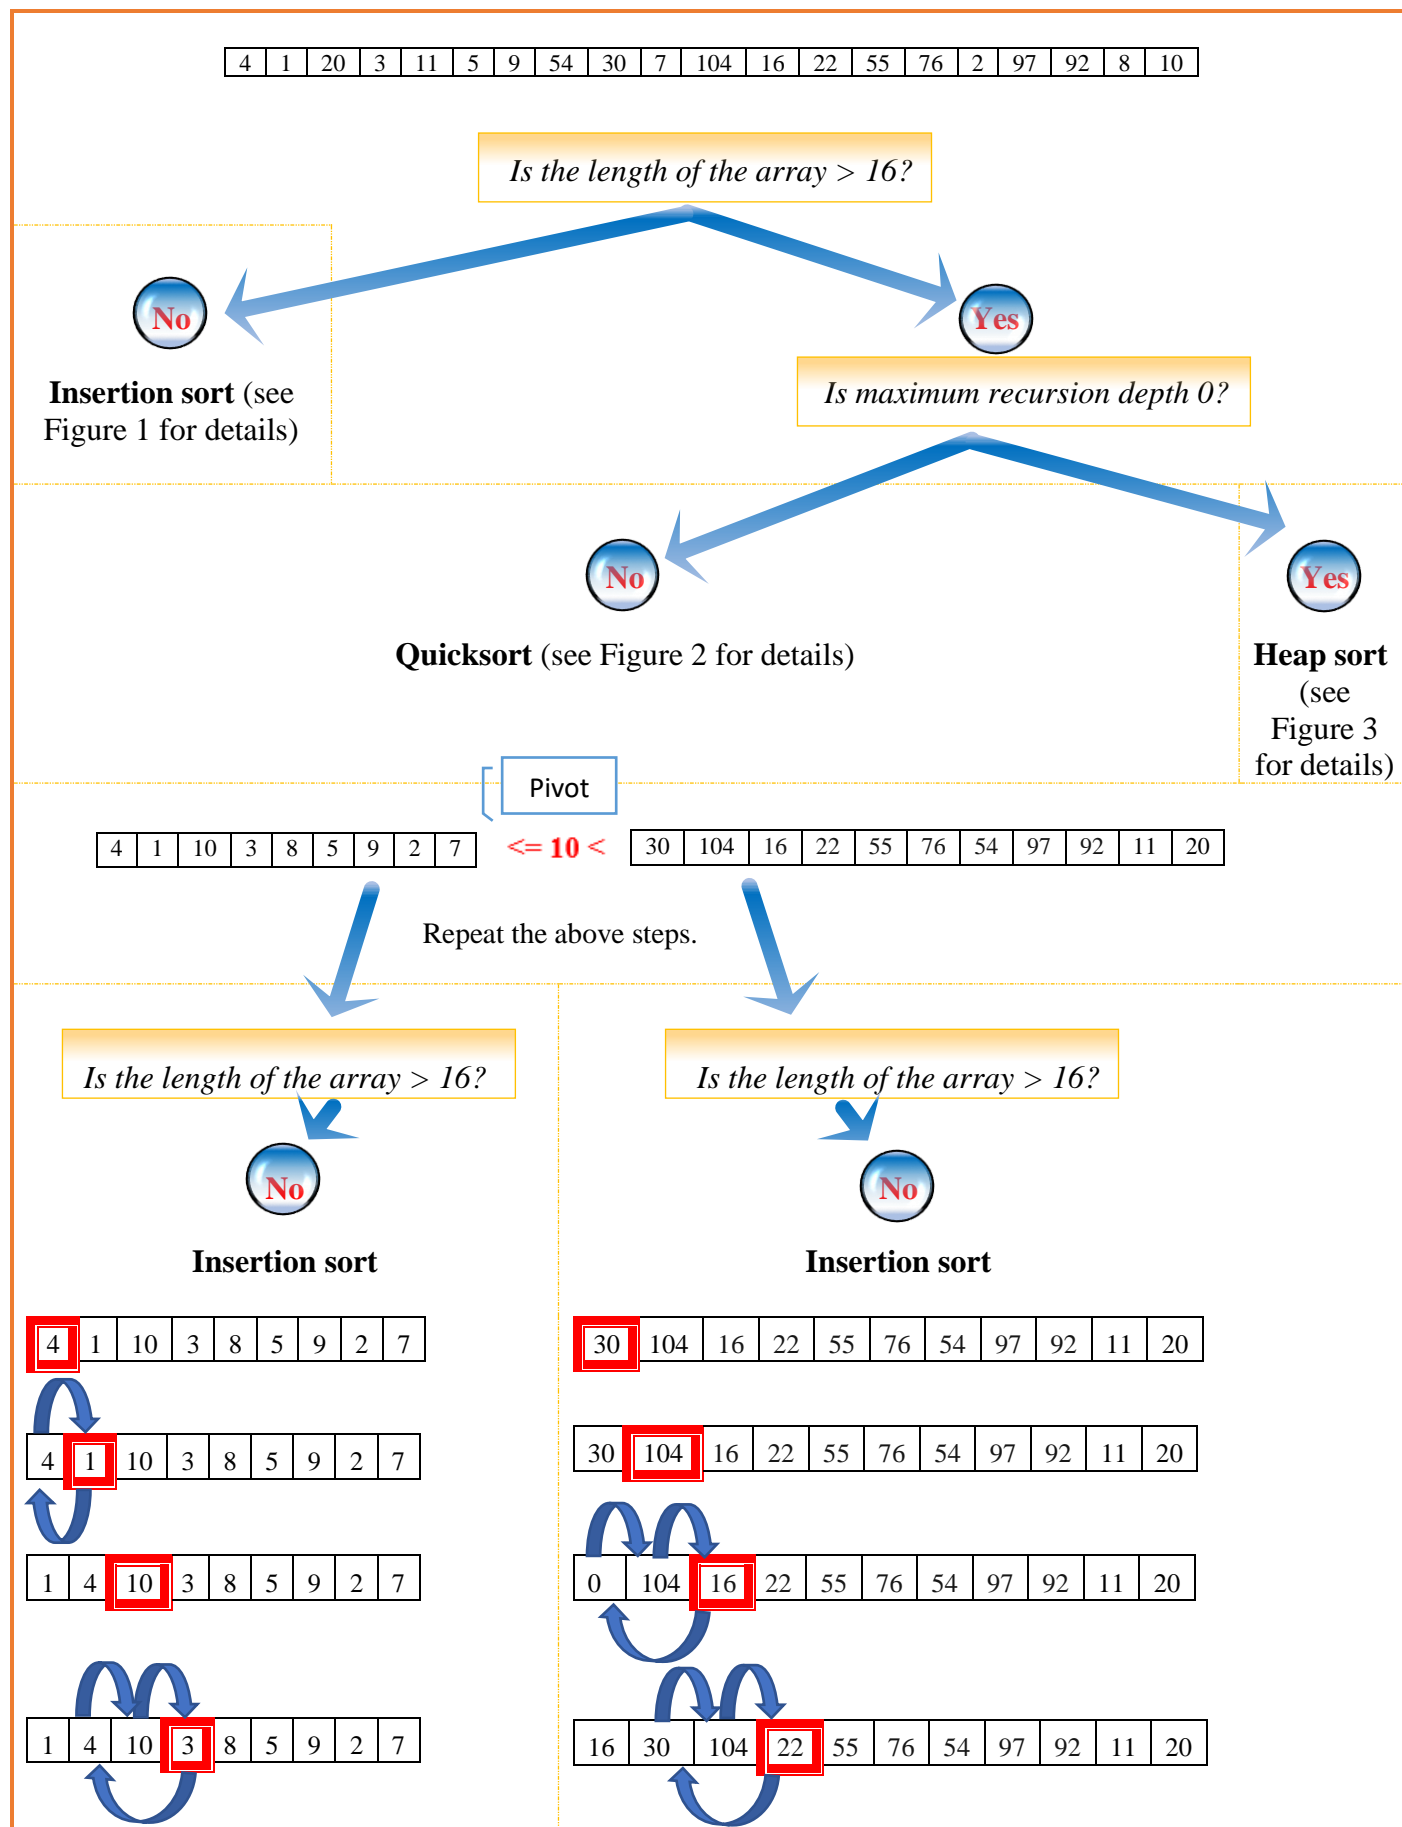 4 1 20 3 11 5 9 54 30 7 104 16 22 55 76 2 97 92 8 10
Is the length of the array > 16?
No
Yes
Insertion sort (see
Figure 1 for details)
Is maximum recursion depth 0?
No
Yes
Quicksort (see Figure 2 for details)
Heap sort
(see
Figure 3
for details)
Pivot
4 1 10 3 8 5 9 2 7
<= 10 <
30 104 16 22 55 76 54 97 92 11 20
Repeat the above steps.
Is the length of the array > 16?
Is the length of the array > 16?
No
No
Insertion sort
Insertion sort
4 1 10 3 8 5 9 2 7
30 104 16 22 55 76 54 97 92 11 20
4 1 10 3 8 5 9 2 7
30 104 16 22 55 76 54 97 92 11 20
1 4 10 3 8 5 9 2 7
0 104 16 22 55 76 54 97 92 11 20
1 4 10 3 8 5 9 2 7
16 30 104 22 55 76 54 97 92 11 20